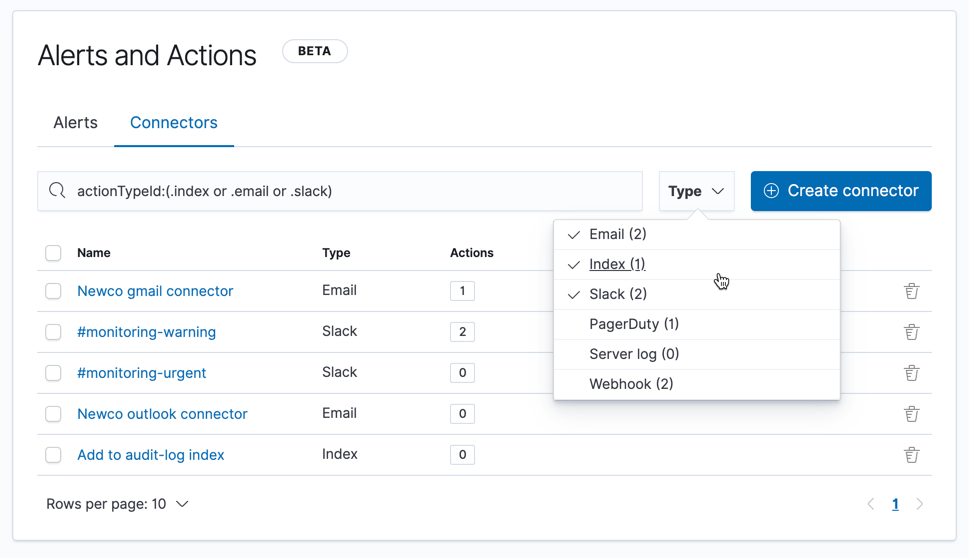 Alerts and Actions BETA
Alerts Connectors
actionTypeId:(.index or .email or .slack) Type Create connector
Email (2)
Index (1)
Slack (2)
PagerDuty (1)
Server log (0)
Webhook (2)
Name Type Actions
Newco gmail connector Email 1
#monitoring-warning Slack 2
#monitoring-urgent Slack 0
Newco outlook connector Email 0
Add to audit-log index Index 0
Rows per page: 10 1